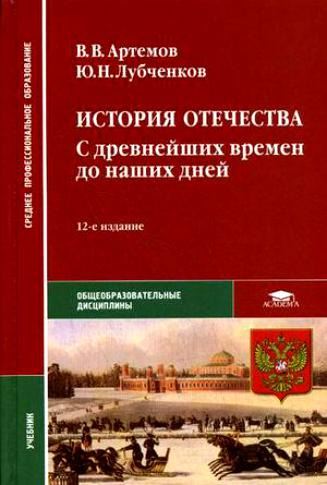 В. В. Артемов
Ю. Н. Лубченков
ИСТОРИЯ ОТЕЧЕСТВА
С древнейших времен
до наших дней
12-е издание
ОБЩЕОБРАЗОВАТЕЛЬНЫЕ
ДИСЦИПЛИНЫ
ACADEMA
СРЕДНЕЕ ПРОФЕССИОНАЛЬНОЕ ОБРАЗОВАНИЕ
УЧЕБНИК